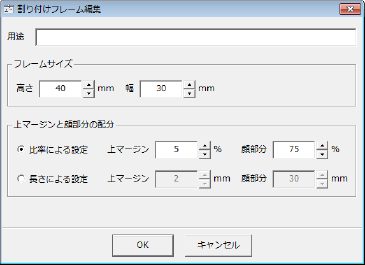 割り付けフレーム編集
用途
フレームサイズ
高さ 40 mm 幅 30 mm
上マージンと顔部分の配分
比率による設定 上マージン 5 % 顔部分 75 %
長さによる設定 上マージン 2 mm 顔部分 30 mm
OK キャンセル